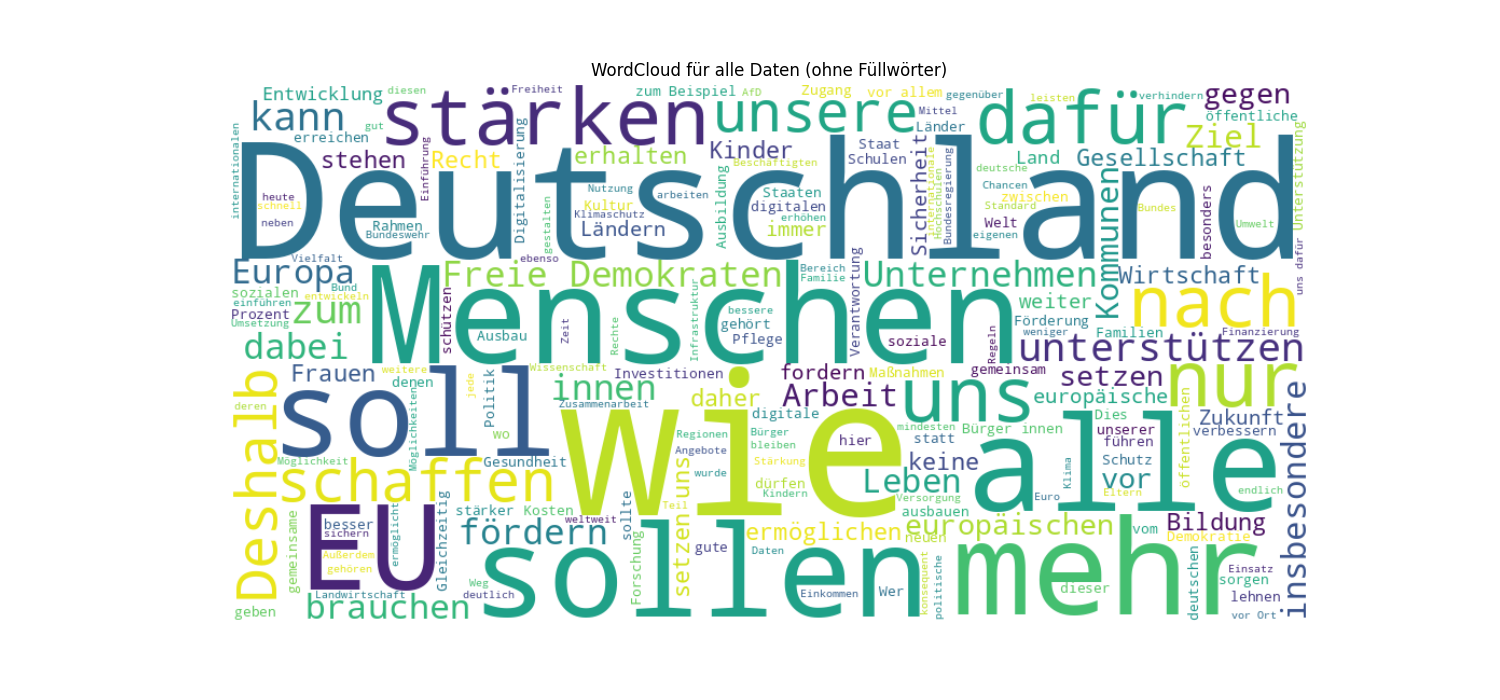 WordCloud für alle Daten (ohne Füllwörter)
Entwicklung
diesen
Freiheit
zum Beispiel
AfD
Zugang
vor allem
gegenüber
leisten
verhindern
gegen
kann
stärken
unsere
Mittel
dafür
öffentliche
internationalen
erreichen
gut
Länder
Ziel
stehen
Einführung
Recht
Digitalisierung
erhalten
Kinder
Beschäftigten
Staat
Schulen
Sicherheit
internationale
Hochschulen
Bundesregierung
deutsche
Land
Gesellschaft
Unterstützung
Deutschland
heute
schnell
neben
Rahmen
Bundeswehr
gestalten
Nutzung
Kultur
Klimaschutz
Ländern
arbeiten
Ausbildung
Staaten
digitalen
erhöhen
immer
Chancen
zwischen
Standard
Welt
eigenen
Kommunen
Bundes
besonders
Umwelt
Vielfalt
ebenso
uns dafür
Europa
Freie Demokraten
Bereich
Familie
Unternehmen
Wirtschaft
sozialen
Bund
entwickeln
einführen
Prozent
Umsetzung
zum
Menschen
schützen
Ausbau
Zeit
Rechte
Infrastruktur
bessere
gehört
Pflege
Verantwortung
soziale
weiter
Förderung
weniger
Regeln
Familien
nach
Finanzierung
dabei
unterstützen
Frauen
weitere
denen
Politik
jede
Wissenschaft
innen
Investitionen
fordern
daher
Maßnahmen
gemeinsam
setzen
nur
Arbeit
uns
europäische
Deshalb
deren
soll
Möglichkeiten
wo
Zusammenarbeit
digitale
Dies
öffentlichen
Zukunft
verbessern
insbesondere
wie
Regionen
Bürger
bleiben
Angebote
hier
mindesten
statt
Bürger innen
unserer
führen
alle
Möglichkeit
Gesundheit
wurde
Stärkung
keine
Klima
Schutz
schaffen
uns
dürfen
Kindern
Leben
Versorgung
Euro
vor
Eltern
endlich
gemeinsame
EU
besser
sichern
Außerdem
gehören
ermöglicht
Gleichzeitig
stärker
Kosten
weltweit
sollte
Teil
ausbauen
fördern
setzen
ermöglichen
neuen
europäischen
vom
Bildung
Demokratie
Forschung
gute
Daten
sollen
mehr
geben
Landwirtschaft
brauchen
Weg
deutlich
Einkommen
Wer
konsequent
politische
dieser
deutschen
Einsatz
sorgen
lehnen
vor Ort